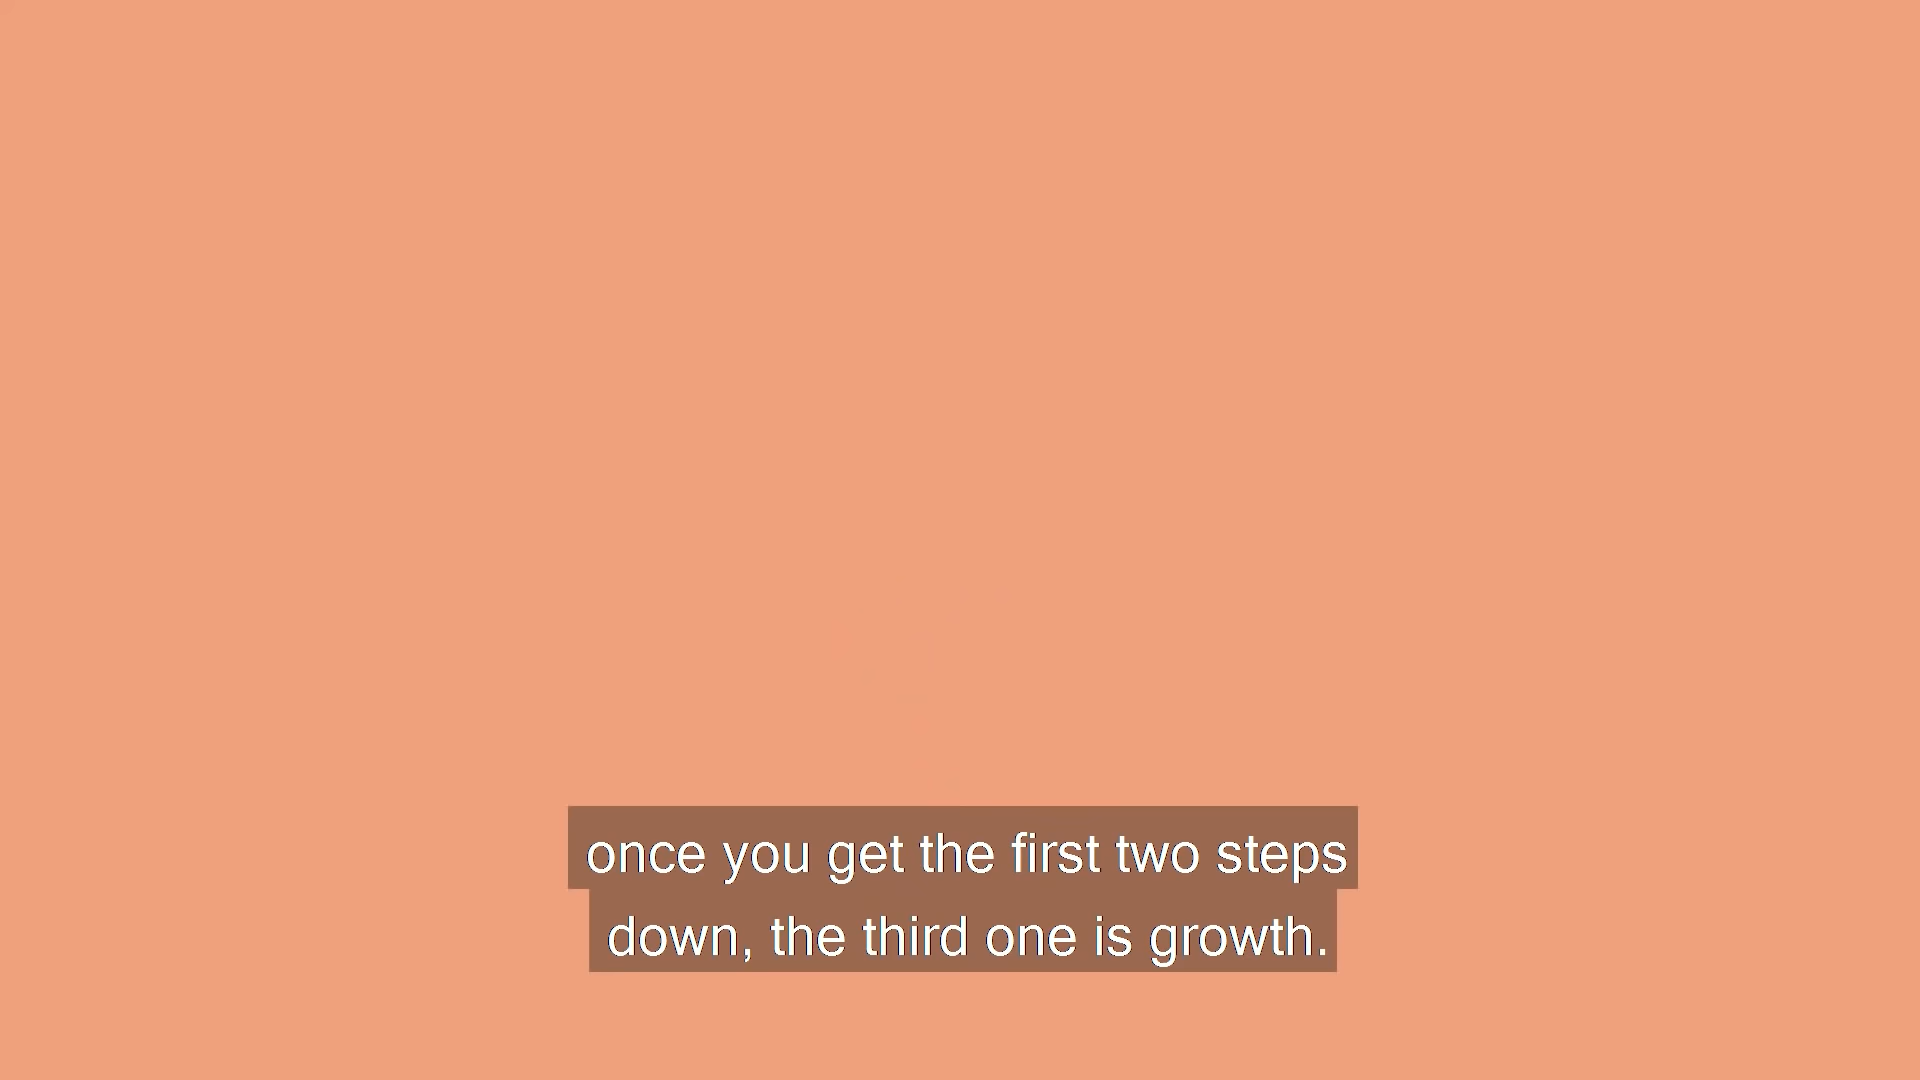 once you get the first two steps
down, the third one is growth.